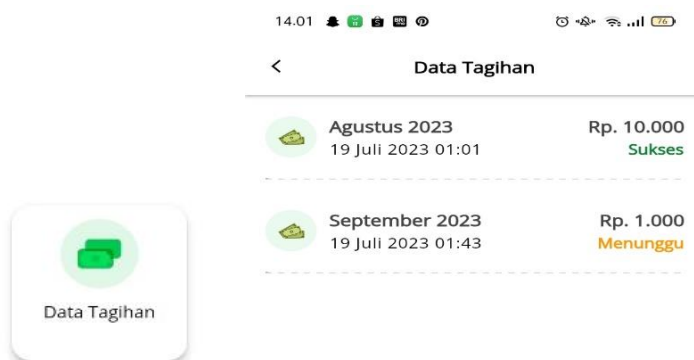 14.01
76
Data Tagihan
Agustus 2023 Rp. 10.000
19 Juli 2023 01:01 Sukses
September 2023 Rp. 1.000
19 Juli 2023 01:43 Menunggu
Data Tagihan